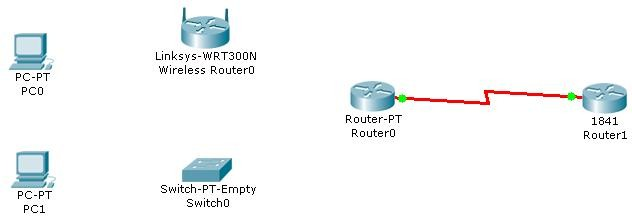 Linksys-WRT300N
Wireless Router0
PC-PT
PC0
Router-PT
Router0
1841
Router1
PC-PT
PC1
Switch-PT-Empty
Switch0